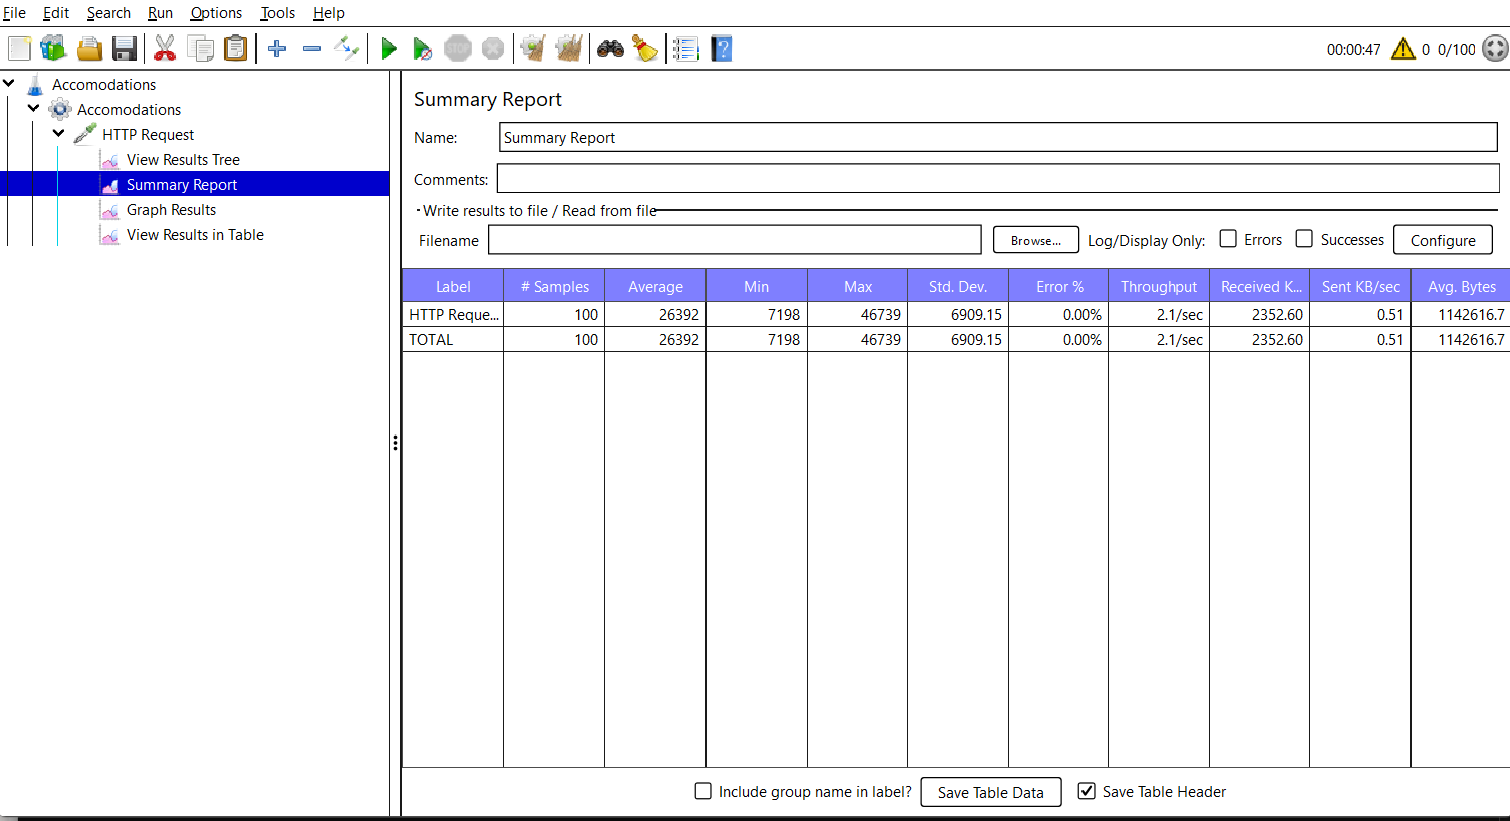 File Edit Search Run Options Tools Help
STOP
00:00:47 0 0/100
Accomodations
Accomodations
HTTP Request
View Results Tree
Summary Report
Graph Results
View Results in Table
Summary Report
Name: Summary Report
Comments:
Write results to file / Read from file
Filename Browse... Log/Display Only: Errors Successes Configure
Label # Samples Average Min Max Std. Dev. Error % Throughput Received K... Sent KB/sec Avg. Bytes
HTTP Reque... 100 26392 7198 46739 6909.15 0.00% 2.1/sec 2352.60 0.51 1142616.7
TOTAL 100 26392 7198 46739 6909.15 0.00% 2.1/sec 2352.60 0.51 1142616.7
Include group name in label? Save Table Data Save Table Header